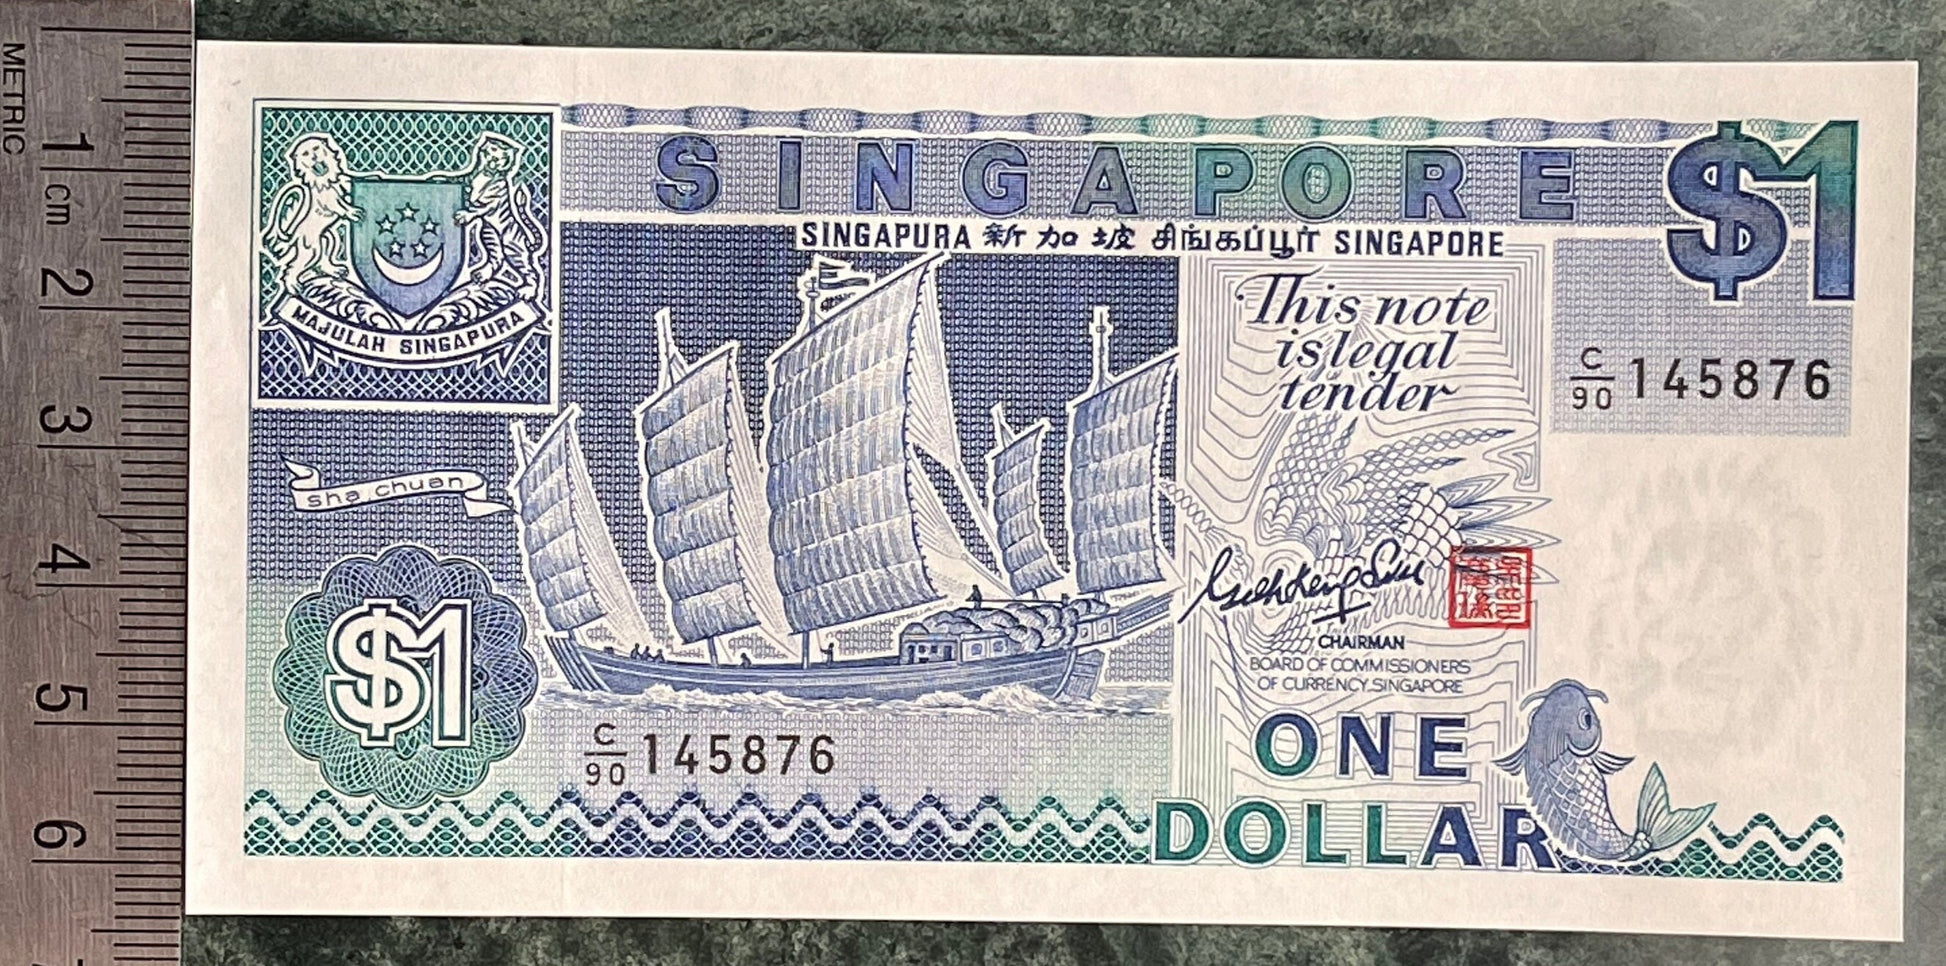 METRIC
1
cm
2
3
4
5
6
7
SINGAPORE
$1
SINGAPURA 新加坡 சிங்கப்பூர் SINGAPORE
MAJULAH SINGAPURA
This note
is legal
tender
C/90 145876
sha chuan
$1
CHAIRMAN
BOARD OF COMMISSIONERS
OF CURRENCY, SINGAPORE
C/90 145876
ONE
DOLLAR